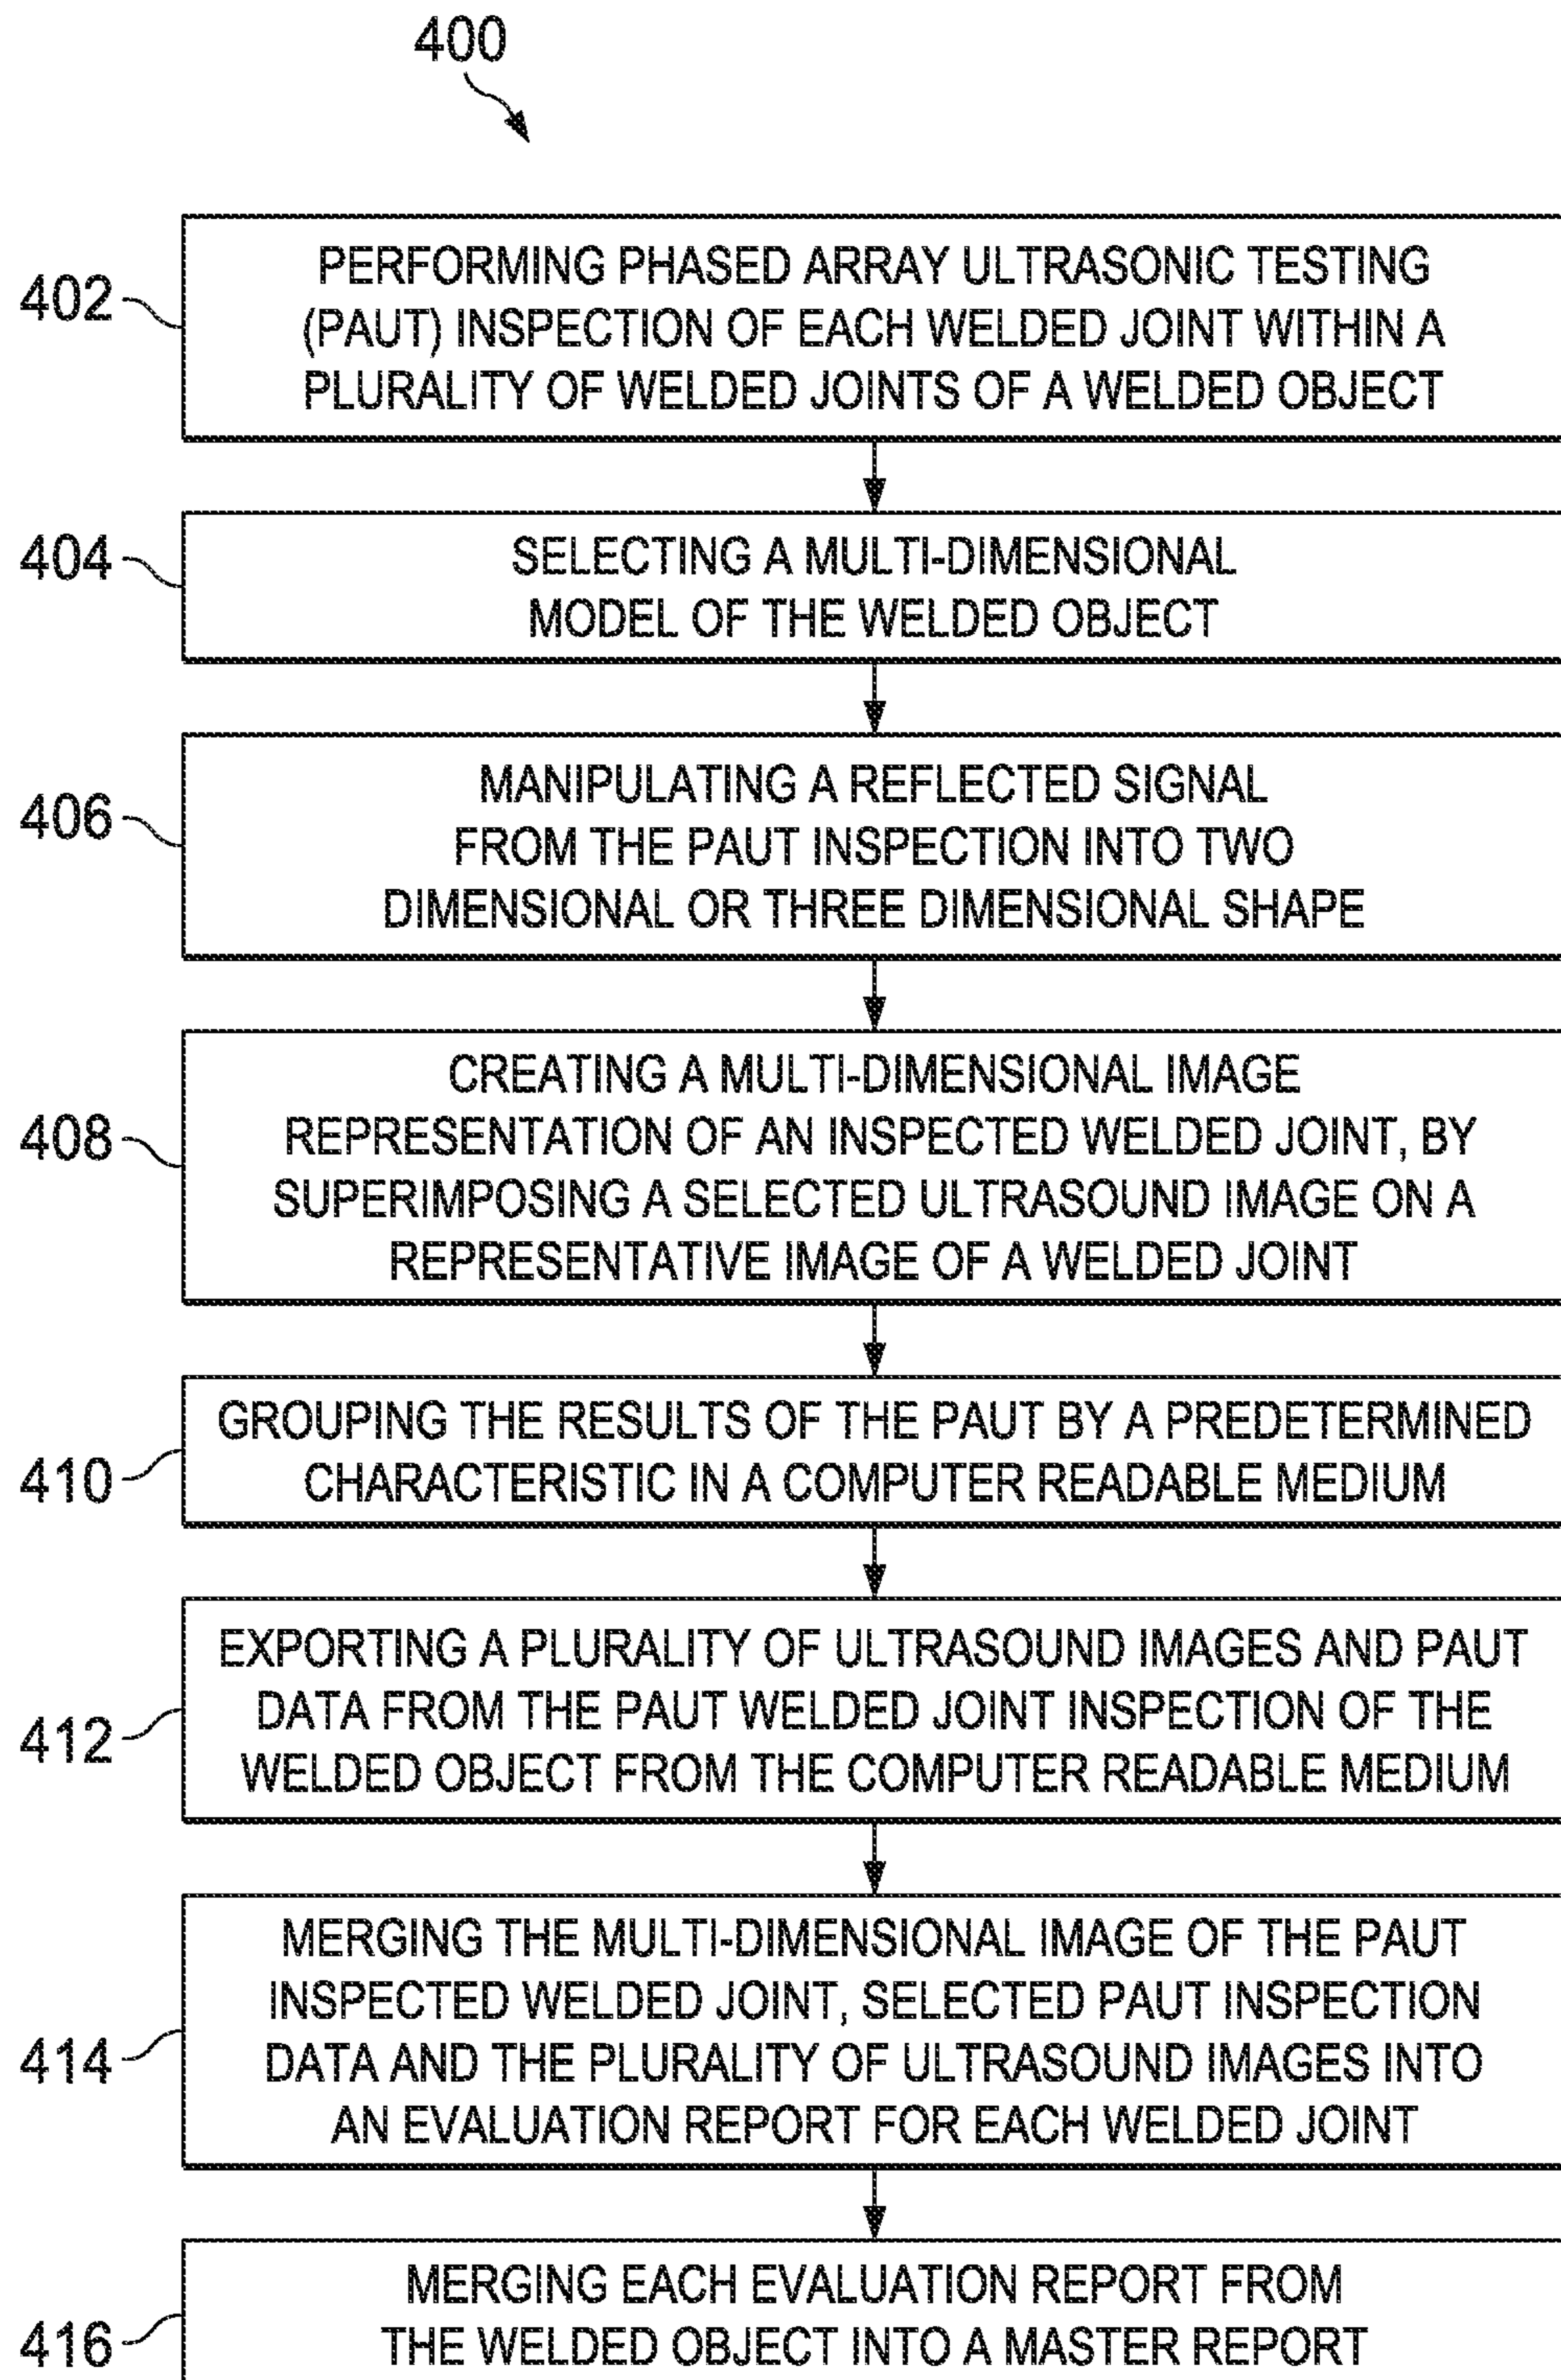 400
402
PERFORMING PHASED ARRAY ULTRASONIC TESTING
(PAUT) INSPECTION OF EACH WELDED JOINT WITHIN A
PLURALITY OF WELDED JOINTS OF A WELDED OBJECT
404
SELECTING A MULTI-DIMENSIONAL
MODEL OF THE WELDED OBJECT
406
MANIPULATING A REFLECTED SIGNAL
FROM THE PAUT INSPECTION INTO TWO
DIMENSIONAL OR THREE DIMENSIONAL SHAPE
408
CREATING A MULTI-DIMENSIONAL IMAGE
REPRESENTATION OF AN INSPECTED WELDED JOINT, BY
SUPERIMPOSING A SELECTED ULTRASOUND IMAGE ON A
REPRESENTATIVE IMAGE OF A WELDED JOINT
410
GROUPING THE RESULTS OF THE PAUT BY A PREDETERMINED
CHARACTERISTIC IN A COMPUTER READABLE MEDIUM
412
EXPORTING A PLURALITY OF ULTRASOUND IMAGES AND PAUT
DATA FROM THE PAUT WELDED JOINT INSPECTION OF THE
WELDED OBJECT FROM THE COMPUTER READABLE MEDIUM
414
MERGING THE MULTI-DIMENSIONAL IMAGE OF THE PAUT
INSPECTED WELDED JOINT, SELECTED PAUT INSPECTION
DATA AND THE PLURALITY OF ULTRASOUND IMAGES INTO
AN EVALUATION REPORT FOR EACH WELDED JOINT
416
MERGING EACH EVALUATION REPORT FROM
THE WELDED OBJECT INTO A MASTER REPORT